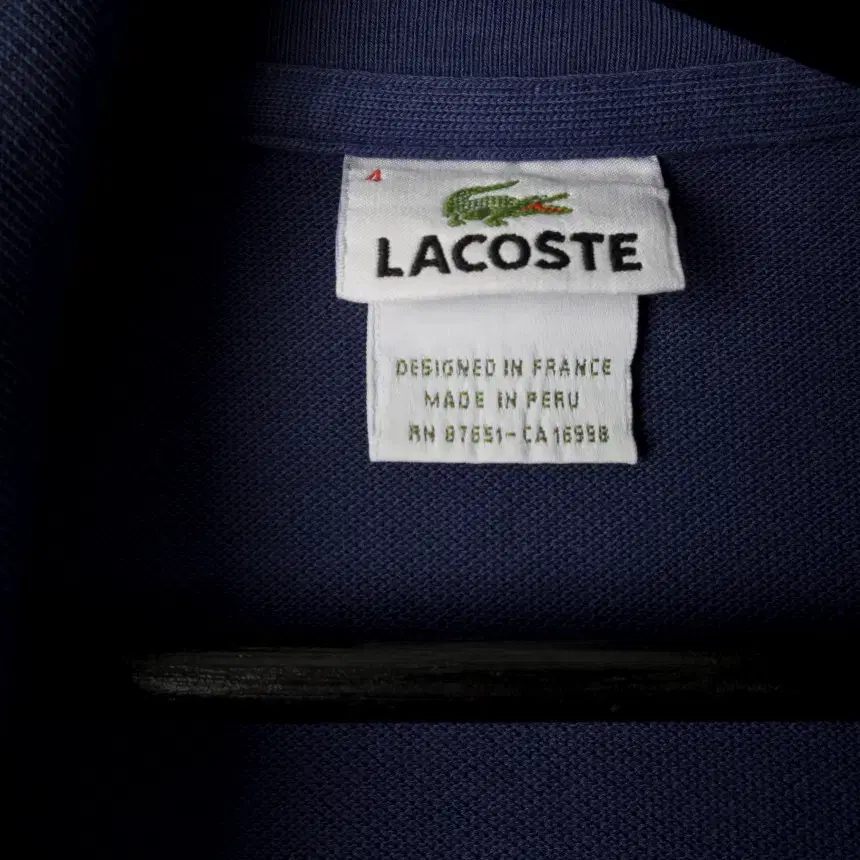 4
LACOSTE
DESIGNED IN FRANCE
MADE IN PERU
RN 87651-CA 16998